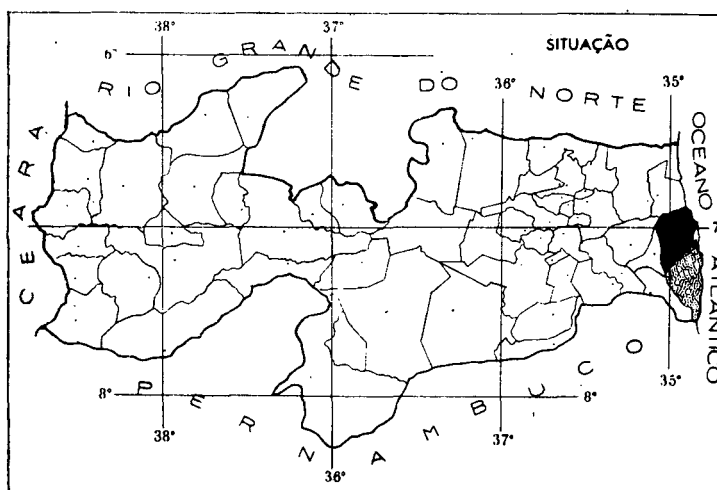 SITUAÇÃO
38° 37° 36° 35°
6°
RIO GRANDE DO NORTE
CEARA
OCEANO ATLÂNTICO
7°
8° 8°
PERNAMBUCO
38° 36° 37° 35°